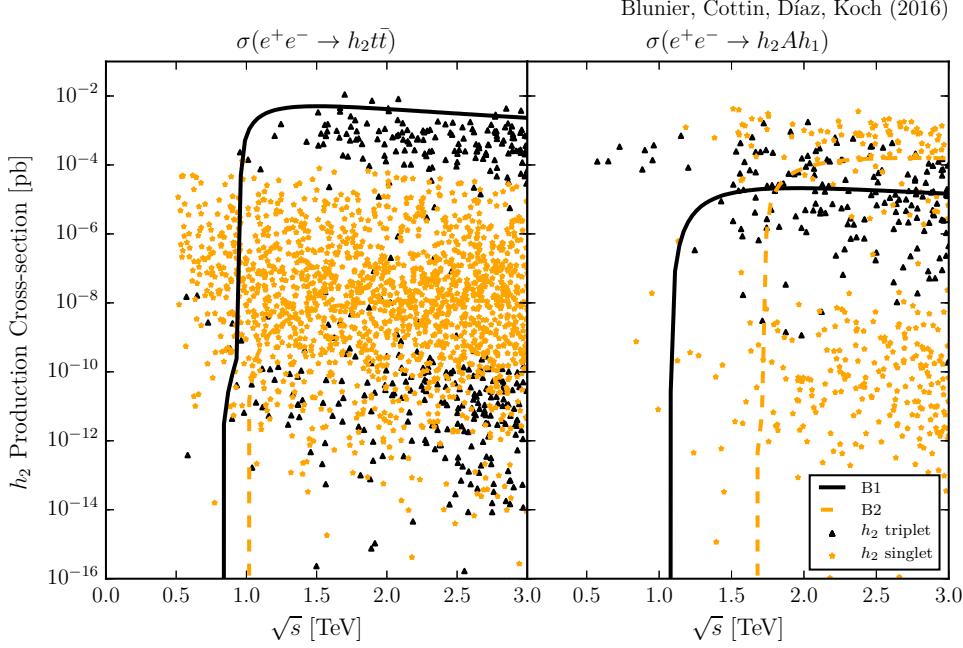 Blunier, Cottin, Díaz, Koch (2016)
σ(e⁺e⁻ → h₂tt̄)
σ(e⁺e⁻ → h₂Ah₁)
h₂ Production Cross-section [pb]
10⁻²
10⁻⁴
10⁻⁶
10⁻⁸
10⁻¹⁰
10⁻¹²
10⁻¹⁴
10⁻¹⁶
B1
B2
h₂ triplet
h₂ singlet
0.0 0.5 1.0 1.5 2.0 2.5 3.0 0.5 1.0 1.5 2.0 2.5 3.0
√s [TeV]
√s [TeV]